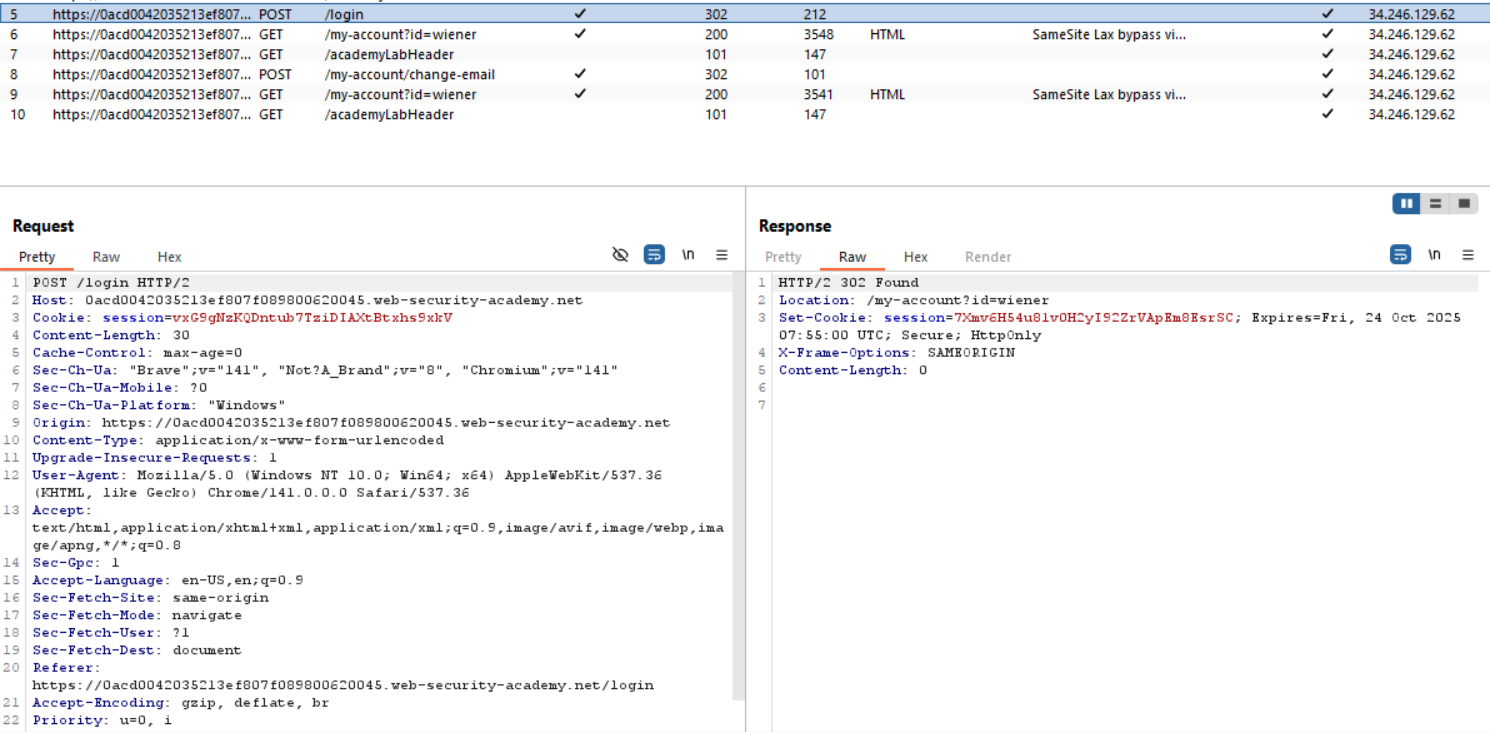 5 https://0acd0042035213ef807... POST /login ✓ 302 212 ✓ 34.246.129.62
6 https://0acd0042035213ef807... GET /my-account?id=wiener ✓ 200 3548 HTML SameSite Lax bypass vi... ✓ 34.246.129.62
7 https://0acd0042035213ef807... GET /academyLabHeader 101 147 ✓ 34.246.129.62
8 https://0acd0042035213ef807... POST /my-account/change-email ✓ 302 101 ✓ 34.246.129.62
9 https://0acd0042035213ef807... GET /my-account?id=wiener ✓ 200 3541 HTML SameSite Lax bypass vi... ✓ 34.246.129.62
10 https://0acd0042035213ef807... GET /academyLabHeader 101 147 ✓ 34.246.129.62
Request
Pretty Raw Hex \n
1 POST /login HTTP/2
2 Host: 0acd0042035213ef807f089800620045.web-security-academy.net
3 Cookie: session=vxG9gNzKQDntub7TziDIAXtBtxhs9xkV
4 Content-Length: 30
5 Cache-Control: max-age=0
6 Sec-Ch-Ua: "Brave";v="141", "Not?A_Brand";v="8", "Chromium";v="141"
7 Sec-Ch-Ua-Mobile: ?0
8 Sec-Ch-Ua-Platform: "Windows"
9 Origin: https://0acd0042035213ef807f089800620045.web-security-academy.net
10 Content-Type: application/x-www-form-urlencoded
11 Upgrade-Insecure-Requests: 1
12 User-Agent: Mozilla/5.0 (Windows NT 10.0; Win64; x64) AppleWebKit/537.36
(KHTML, like Gecko) Chrome/141.0.0.0 Safari/537.36
13 Accept:
text/html,application/xhtml+xml,application/xml;q=0.9,image/avif,image/webp,ima
ge/apng,*/*;q=0.8
14 Sec-Gpc: 1
15 Accept-Language: en-US,en;q=0.9
16 Sec-Fetch-Site: same-origin
17 Sec-Fetch-Mode: navigate
18 Sec-Fetch-User: ?1
19 Sec-Fetch-Dest: document
20 Referer:
https://0acd0042035213ef807f089800620045.web-security-academy.net/login
21 Accept-Encoding: gzip, deflate, br
22 Priority: u=0, i
Response
Pretty Raw Hex Render \n
1 HTTP/2 302 Found
2 Location: /my-account?id=wiener
3 Set-Cookie: session=7Xmv6H54u81v0H2yI92ZrVApEm8EsrSC; Expires=Fri, 24 Oct 2025
07:55:00 UTC; Secure; HttpOnly
4 X-Frame-Options: SAMEORIGIN
5 Content-Length: 0
6
7